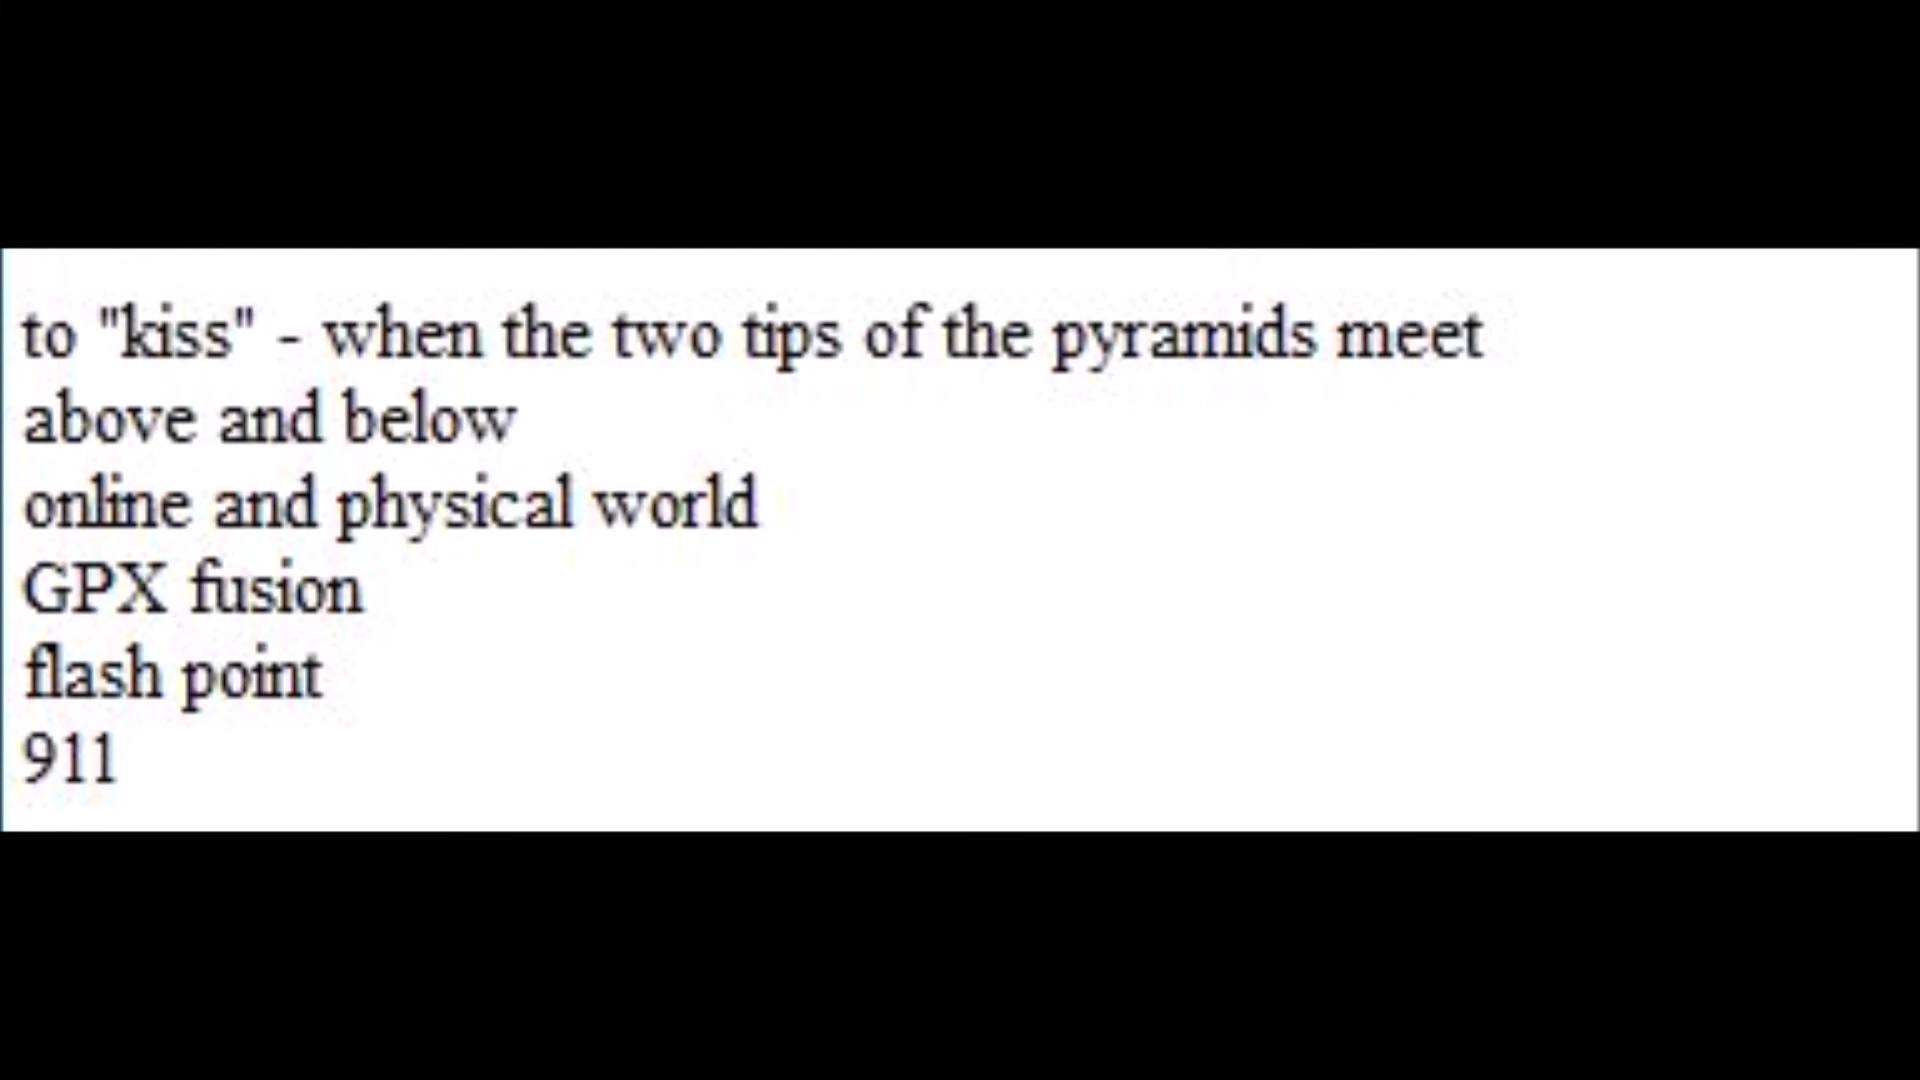 to "kiss" - when the two tips of the pyramids meet
above and below
online and physical world
GPX fusion
flash point
911